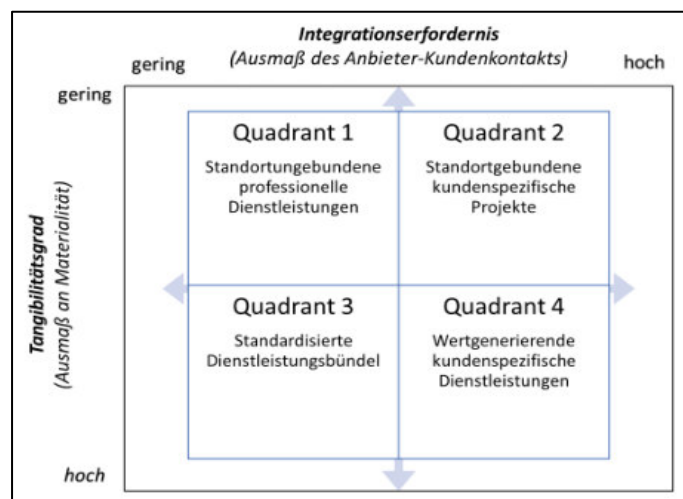 Integrationserfordernis
(Ausmaß des Anbieter-Kundenkontakts)
gering
hoch
gering
Tangibilitätsgrad
(Ausmaß an Materialität)
hoch
Quadrant 1
Standortungebundene
professionelle
Dienstleistungen
Quadrant 2
Standortgebundene
kundenspezifische
Projekte
Quadrant 3
Standardisierte
Dienstleistungsbündel
Quadrant 4
Wertgenerierende
kundenspezifische
Dienstleistungen